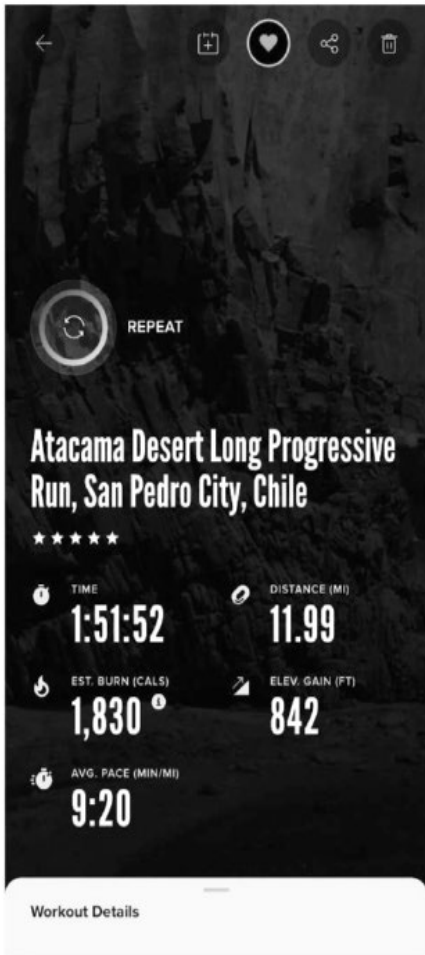 REPEAT
Atacama Desert Long Progressive
Run, San Pedro City, Chile
TIME
1:51:52
DISTANCE (MI)
11.99
EST. BURN (CALS)
1,830
ELEV. GAIN (FT)
842
AVG. PACE (MIN/MI)
9:20
Workout Details